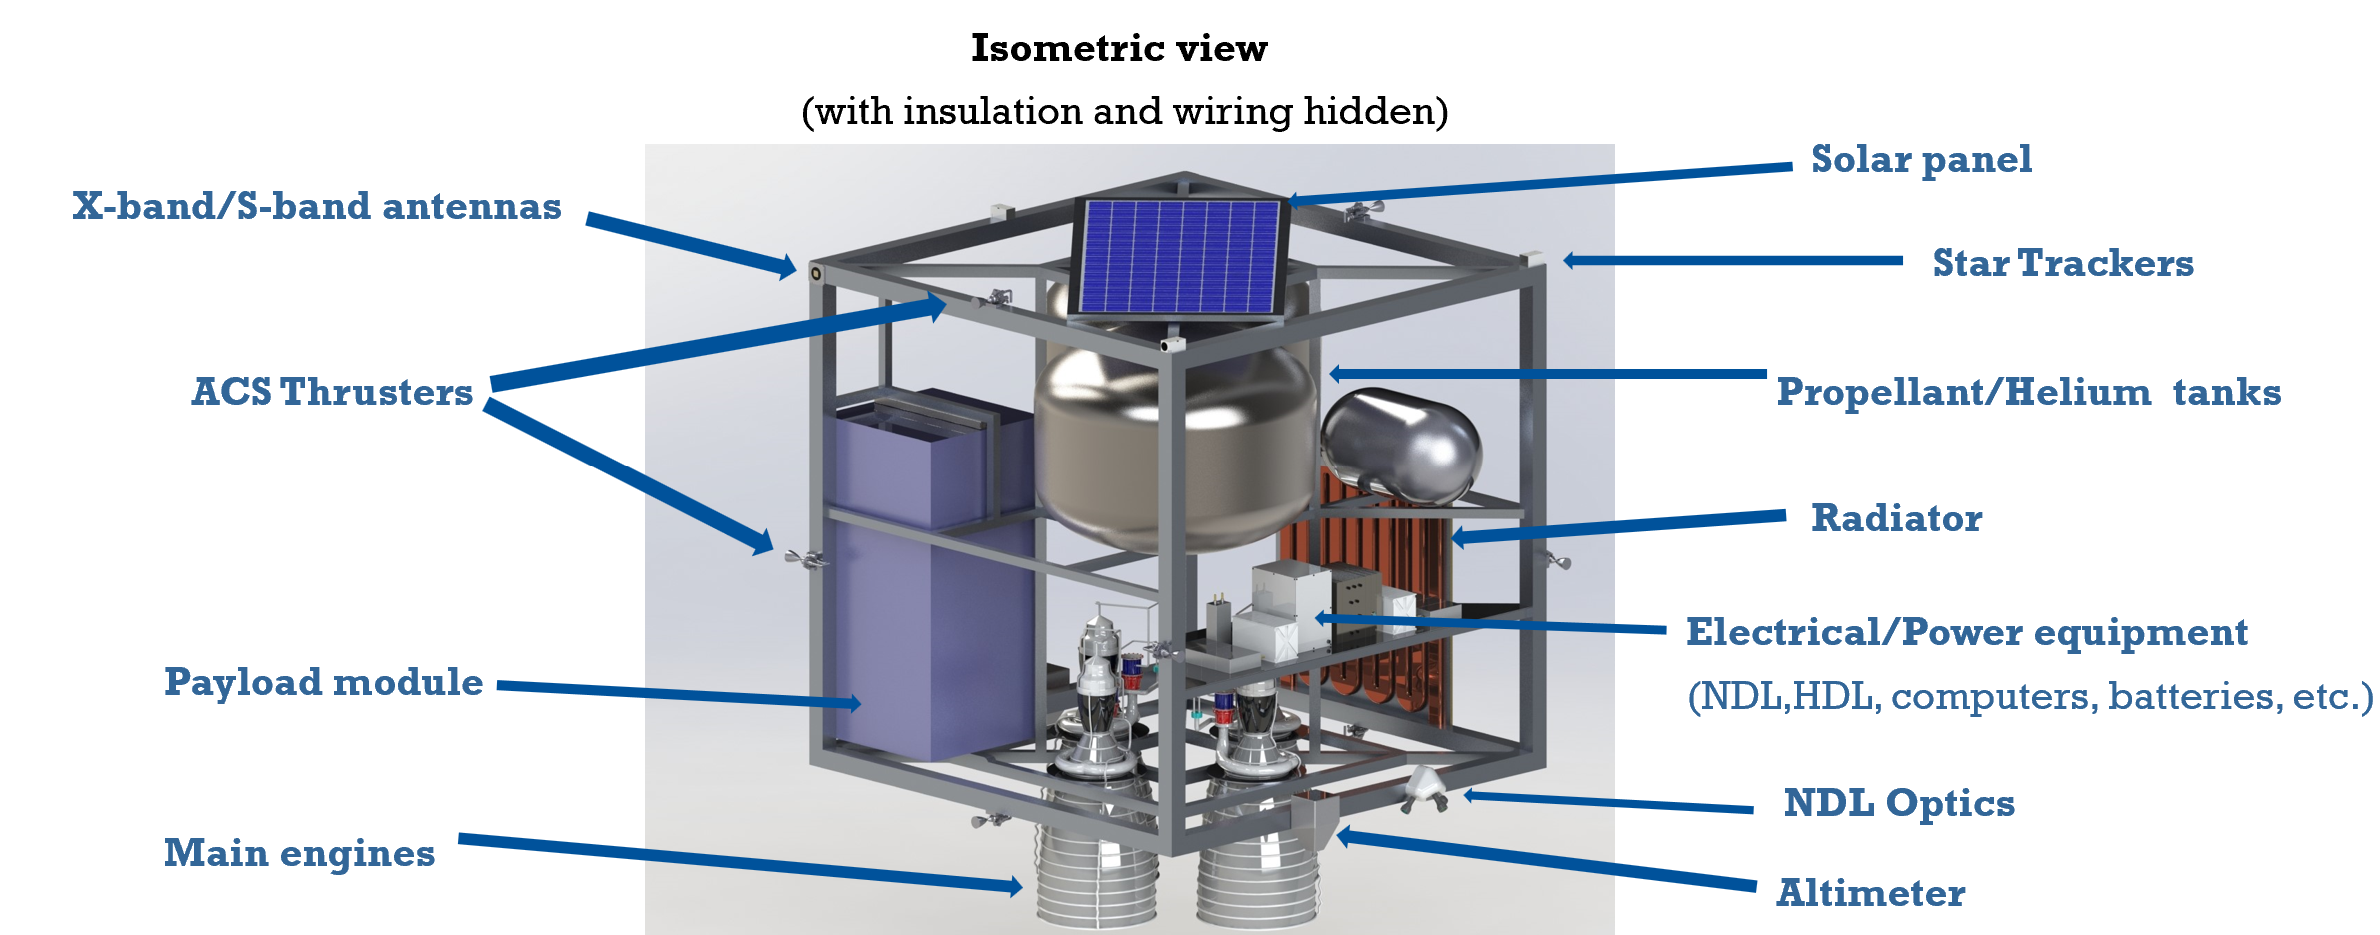 Isometric view
(with insulation and wiring hidden)
X-band/S-band antennas
ACS Thrusters
Payload module
Main engines
Solar panel
Star Trackers
Propellant/Helium tanks
Radiator
Electrical/Power equipment
(NDL,HDL, computers, batteries, etc.)
NDL Optics
Altimeter